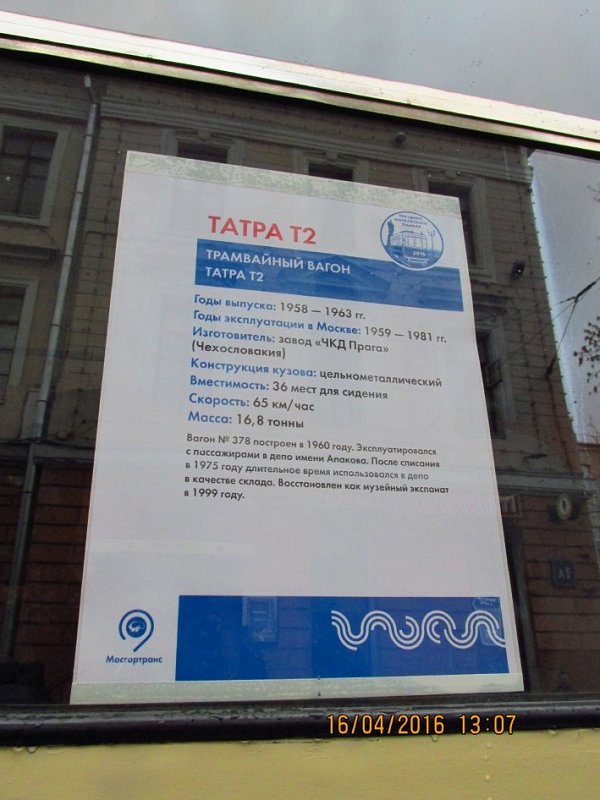 ТАТРА Т2
2016
ТРАМВАЙНЫЙ ВАГОН
ТАТРА Т2
Годы выпуска: 1958 — 1963 гг.
Годы эксплуатации в Москве: 1959 — 1981 гг.
Изготовитель: завод «ЧКД Прага»
(Чехословакия)
Конструкция кузова: цельнометаллический
Вместимость: 36 мест для сидения
Скорость: 65 км/час
Масса: 16,8 тонны
Вагон № 378 построен в 1960 году. Эксплуатировался
с пассажирами в депо имени Апакова. После списания
в 1975 году длительное время использовался в депо
в качестве склада. Восстановлен как музейный экспонат
в 1999 году.
Мосгортранс
16/04/2016 13:07